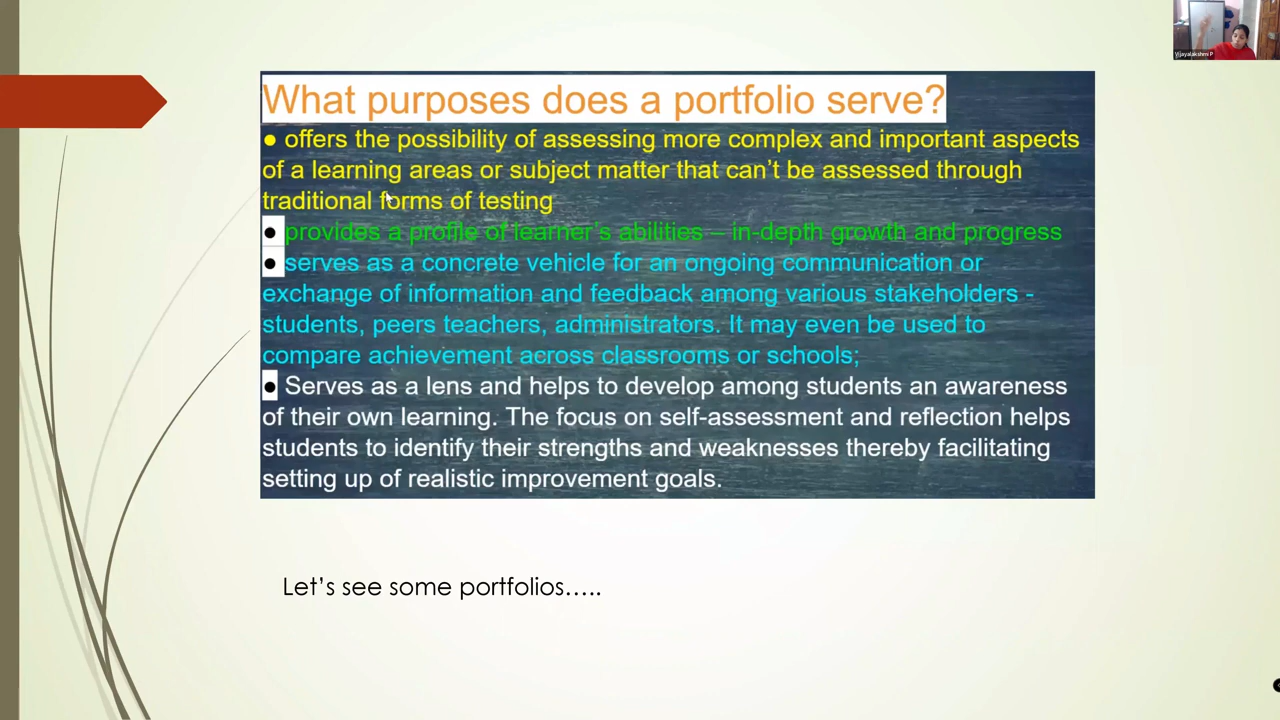 Vijayalakshmi P
What purposes does a portfolio serve?
● offers the possibility of assessing more complex and important aspects
of a learning areas or subject matter that can't be assessed through
traditional forms of testing
● provides a profile of learner's abilities – in-depth growth and progress
● serves as a concrete vehicle for an ongoing communication or
exchange of information and feedback among various stakeholders -
students, peers teachers, administrators. It may even be used to
compare achievement across classrooms or schools;
● Serves as a lens and helps to develop among students an awareness
of their own learning. The focus on self-assessment and reflection helps
students to identify their strengths and weaknesses thereby facilitating
setting up of realistic improvement goals.
Let's see some portfolios…..